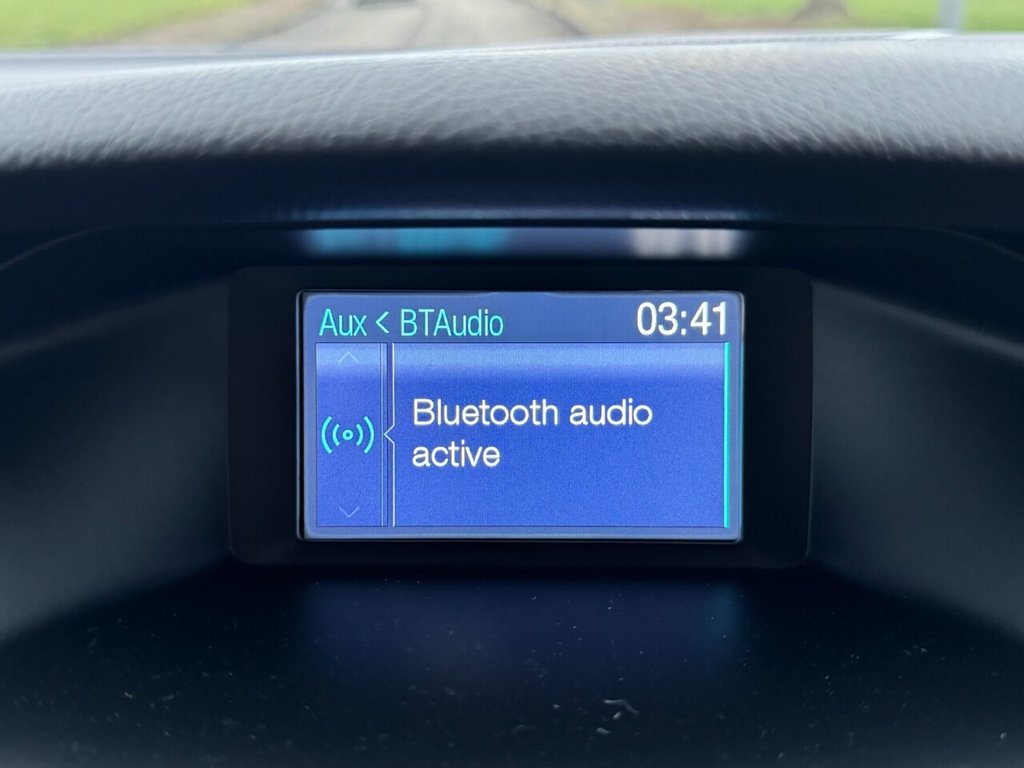 Aux < BTAudio 03:41
Bluetooth audio
active